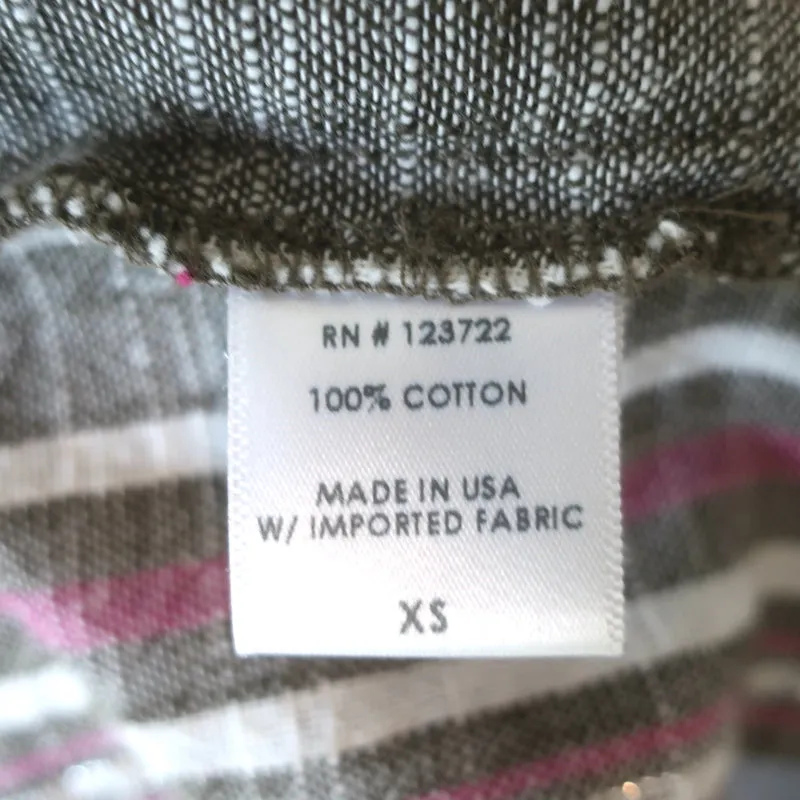 RN # 123722
100% COTTON
MADE IN USA
W/ IMPORTED FABRIC
XS